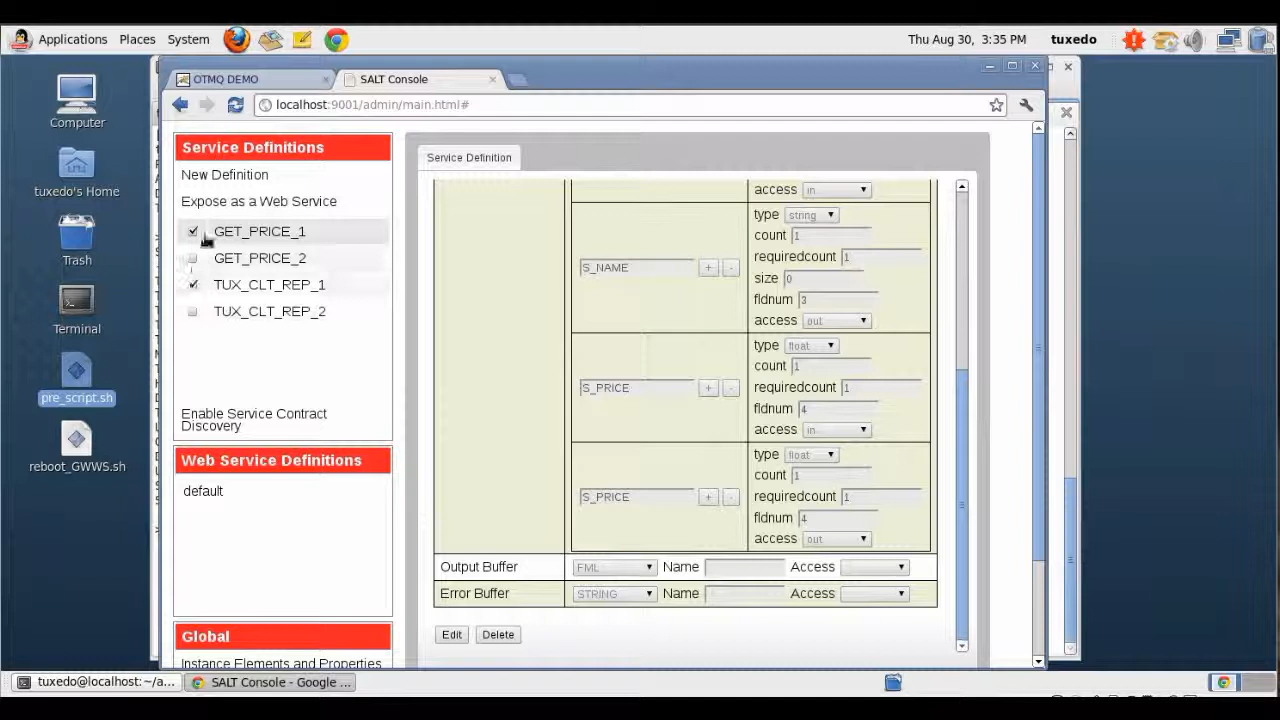 Applications Places System Thu Aug 30, 3:35 PM tuxedo
OTMQ DEMO SALT Console
localhost:9001/admin/main.html#
Computer
tuxedo's Home
Trash
Terminal
pre_script.sh
reboot_GWWS.sh
Service Definitions
New Definition
Expose as a Web Service
GET_PRICE_1
GET_PRICE_2
TUX_CLT_REP_1
TUX_CLT_REP_2
Enable Service Contract
Discovery
Web Service Definitions
default
Global
Instance Elements and Properties
Service Definition
access in
S_NAME + -
type string
count 1
requiredcount 1
size 0
fldnum 3
access out
S_PRICE + -
type float
count 1
requiredcount 1
fldnum 4
access in
S_PRICE + -
type float
count 1
requiredcount 1
fldnum 4
access out
Output Buffer FML Name Access
Error Buffer STRING Name Access
Edit Delete
tuxedo@localhost:~/a... SALT Console - Google ...